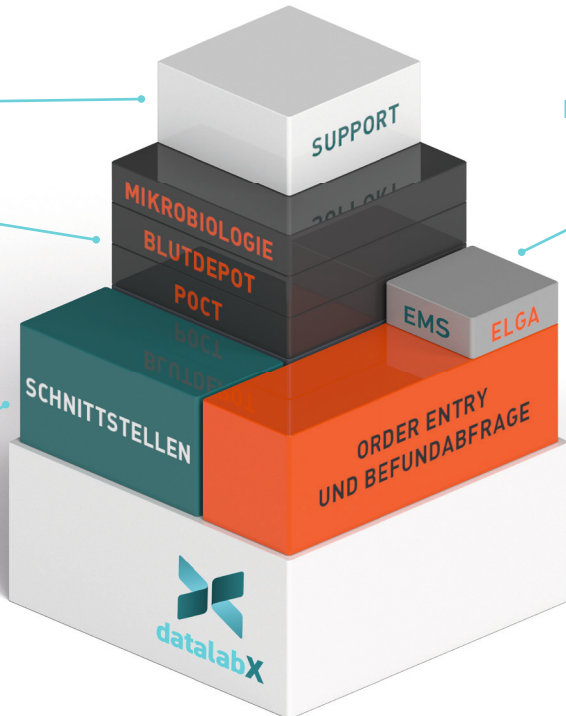 SUPPORT
MIKROBIOLOGIE
BLUTDEPOT
POCT
EMS
ELGA
SCHNITTSTELLEN
ORDER ENTRY
UND BEFUNDABFRAGE
datalabX